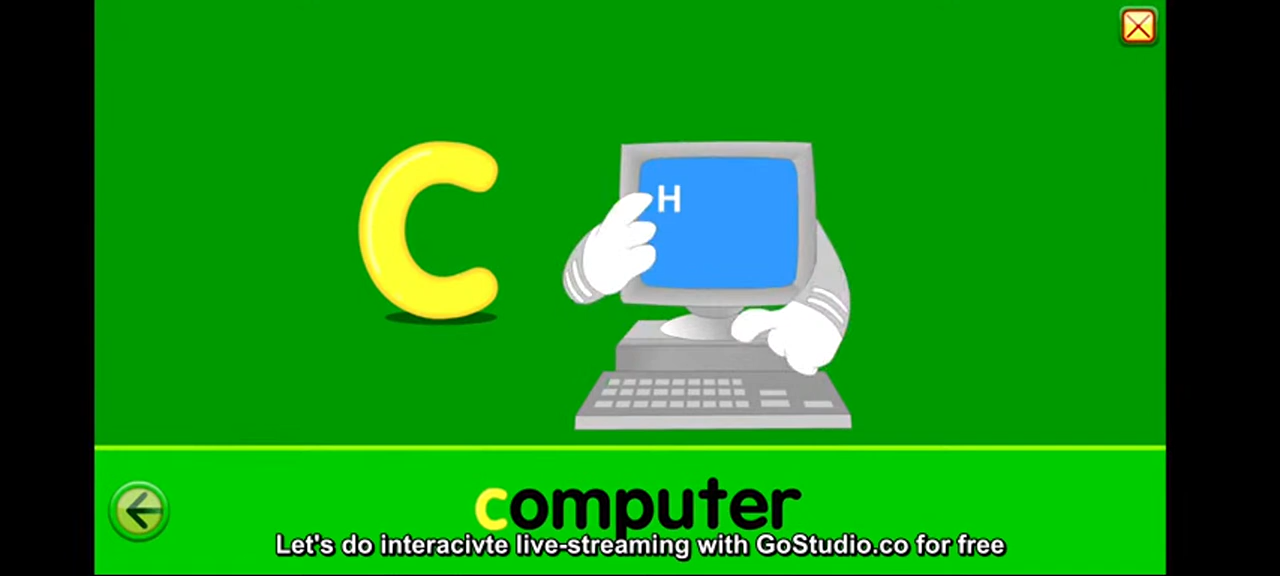 C
H
computer
Let's do interacivte live-streaming with GoStudio.co for free